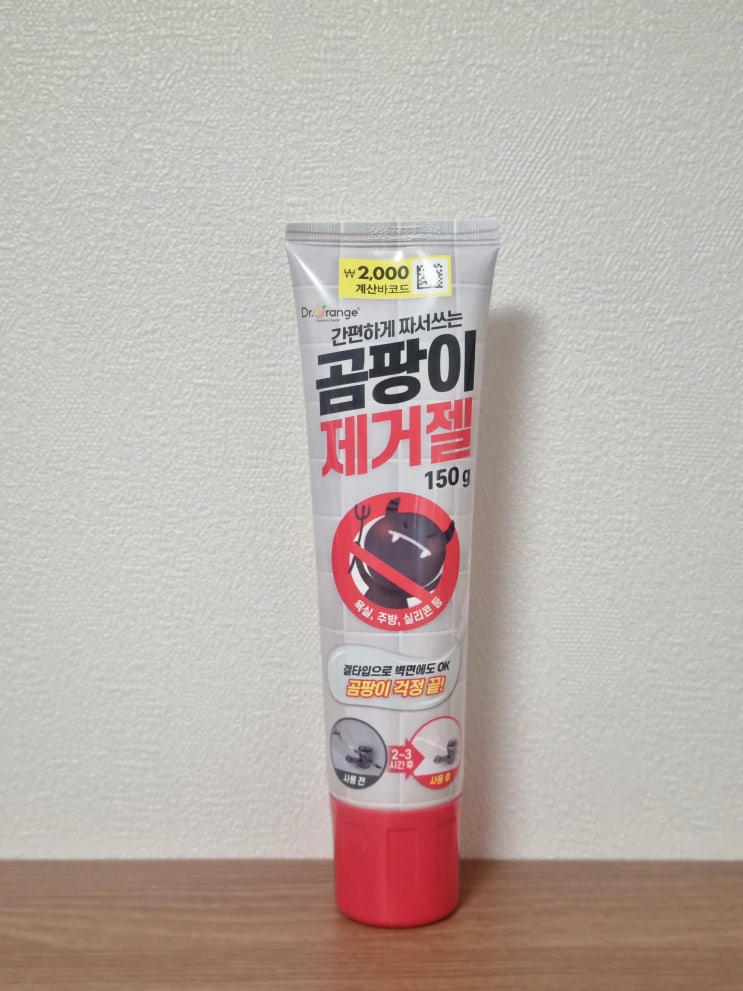 ₩2,000
계산바코드
Dr.Orange
간편하게 짜서쓰는
곰팡이
제거젤
150 g
욕실, 주방, 실리콘 등
겔타입으로 벽면에도 OK
곰팡이 걱정 끝!
2-3
시간 후
사용 전
사용 후